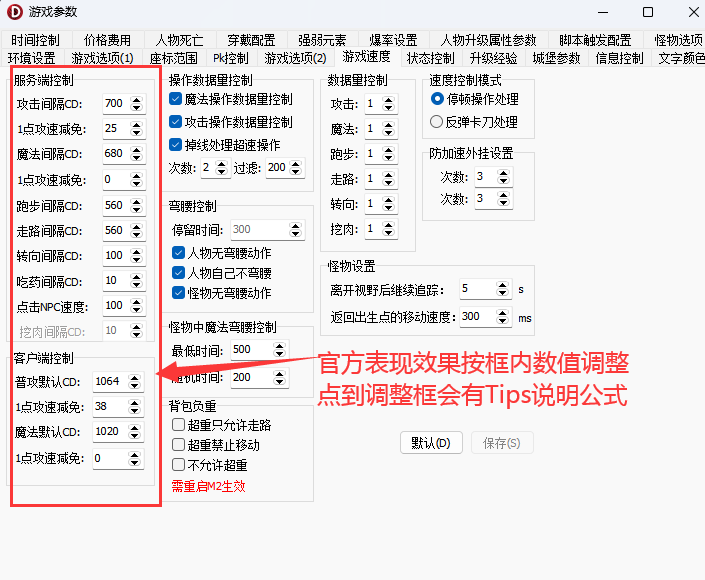 游戏参数
时间控制 价格费用 人物死亡 穿戴配置 强弱元素 爆率设置 人物升级属性参数 脚本触发配置 怪物选项
环境设置 游戏选项(1) 座标范围 Pk控制 游戏选项(2) 游戏速度 状态控制 升级经验 城堡参数 信息控制 文字颜色
服务端控制
攻击间隔CD: 700
1点攻速减免: 25
魔法间隔CD: 680
1点攻速减免: 0
跑步间隔CD: 560
走路间隔CD: 560
转向间隔CD: 100
吃药间隔CD: 10
点击NPC速度: 100
挖肉间隔CD: 10
客户端控制
普攻默认CD: 1064
1点攻速减免: 38
魔法默认CD: 1020
1点攻速减免: 0
操作数据量控制
魔法操作数据量控制
攻击操作数据量控制
掉线处理超速操作
次数: 2 过滤: 200
弯腰控制
停留时间: 300
人物无弯腰动作
人物自己不弯腰
怪物无弯腰动作
怪物中魔法弯腰控制
最低时间: 500
随机时间: 200
背包负重
超重只允许走路
超重禁止移动
不允许超重
需重启M2生效
数据量控制
攻击: 1
魔法: 1
跑步: 1
走路: 1
转向: 1
挖肉: 1
速度控制模式
停顿操作处理
反弹卡刀处理
防加速外挂设置
次数: 3
次数: 3
怪物设置
离开视野后继续追踪: 5 s
返回出生点的移动速度: 300 ms
官方表现效果按框内数值调整
点到调整框会有Tips说明公式
默认(D) 保存(S)